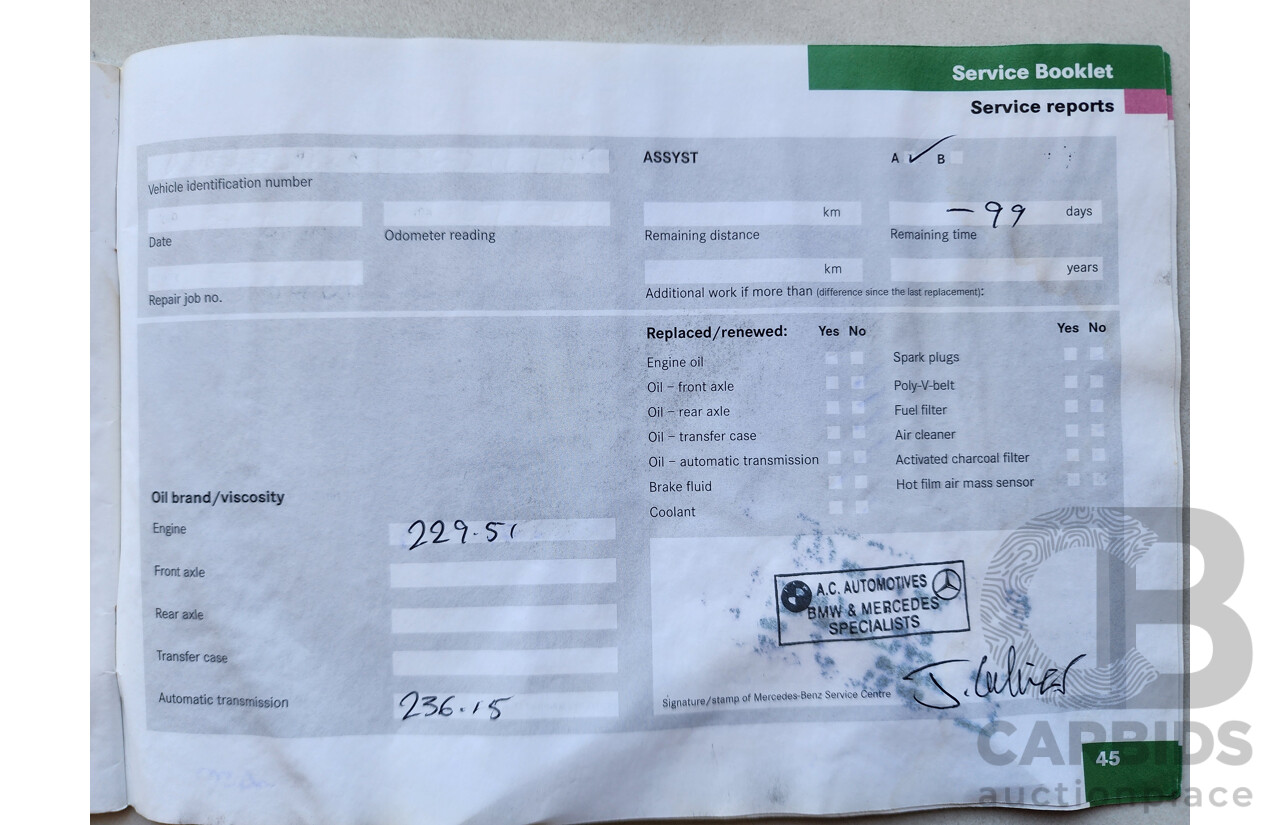 Service Booklet
Service reports
ASSYST
A B
Vehicle identification number
km
- 99 days
Date
Odometer reading
Remaining distance
Remaining time
km
years
Repair job no.
Additional work if more than (difference since the last replacement):
Replaced/renewed: Yes No
Yes No
Engine oil
Spark plugs
Oil – front axle
Poly-V-belt
Oil – rear axle
Fuel filter
Oil – transfer case
Air cleaner
Oil – automatic transmission
Activated charcoal filter
Brake fluid
Hot film air mass sensor
Coolant
Oil brand/viscosity
Engine 229.51
Front axle
Rear axle
Transfer case
Automatic transmission 236.15
A.C. AUTOMOTIVES
BMW & MERCEDES
SPECIALISTS
Signature/stamp of Mercedes-Benz Service Centre
45
CB
CARBIDS
auctionplace